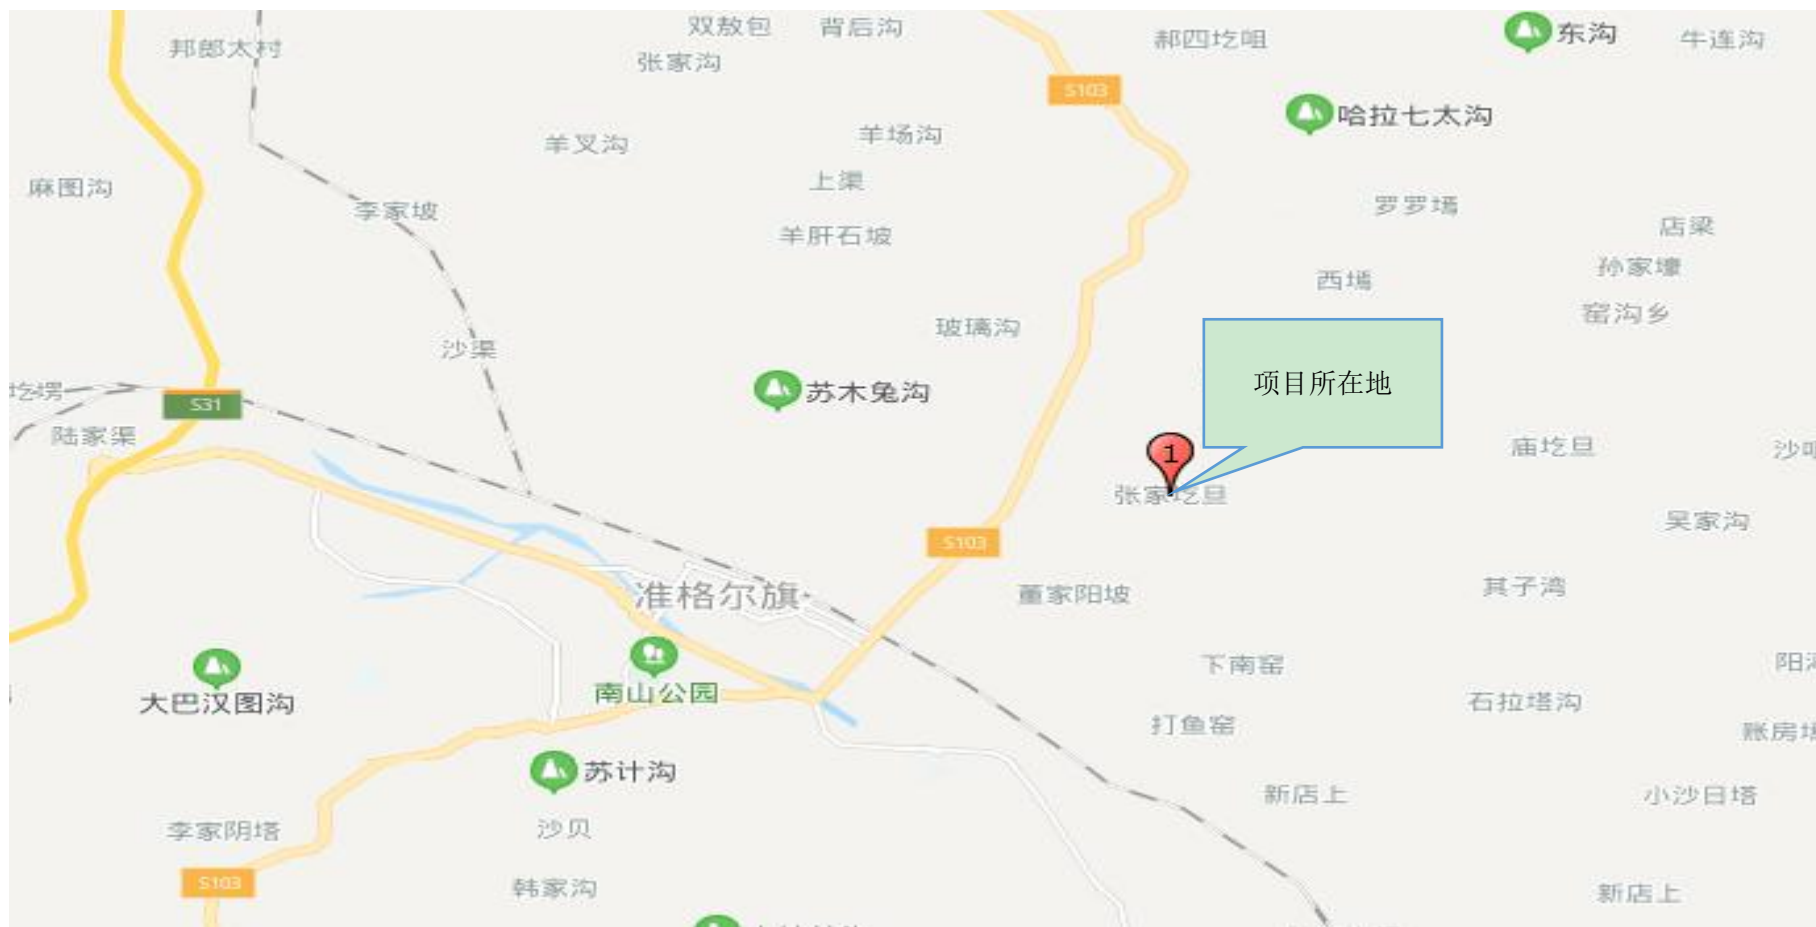 双敖包
背后沟
郝四圪咀
东沟
牛连沟
邦郎太村
张家沟
S103
哈拉七太沟
羊叉沟
羊场沟
麻图沟
上渠
李家坡
罗罗墕
店梁
羊肝石坡
孙家壕
西墕
窑沟乡
玻璃沟
沙渠
项目所在地
圪塄
苏木兔沟
S31
陆家渠
庙圪旦
1
张家圪旦
吴家沟
S103
准格尔旗
董家阳坡
其子湾
下南窑
南山公园
大巴汉图沟
石拉塔沟
打鱼窑
账房
苏计沟
新店上
小沙日塔
李家阴塔
沙贝
S103
韩家沟
新店上